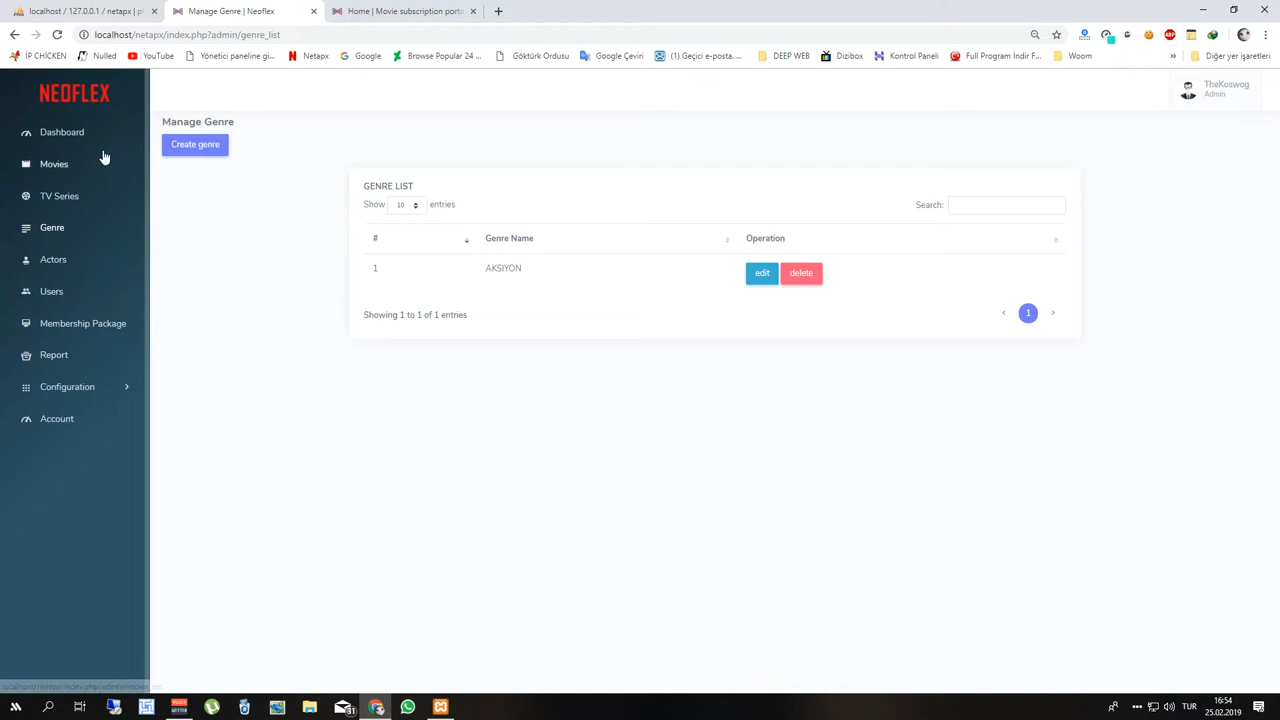 localhost / 127.0.0.1 / netapx / p
Manage Genre | Neoflex
Home | Movie subscription porta
localhost/netapx/index.php?admin/genre_list
İP CHİCKEN
Nulled
YouTube
Yönetici paneline gi...
Netapx
Google
Browse Popular 24 ...
Göktürk Ordusu
Google Çeviri
(1) Geçici e-posta. ...
DEEP WEB
Dizibox
Kontrol Paneli
Full Program İndir F...
Woom
»
Diğer yer işaretleri
NEOFLEX
TheKoswog
Admin
Dashboard
Movies
TV Series
Genre
Actors
Users
Membership Package
Report
Configuration
Account
Manage Genre
Create genre
GENRE LIST
Show 10 entries
Search:
# Genre Name Operation
1 AKSIYON edit delete
Showing 1 to 1 of 1 entries
‹ 1 ›
31
TUR
16:54
25.02.2019